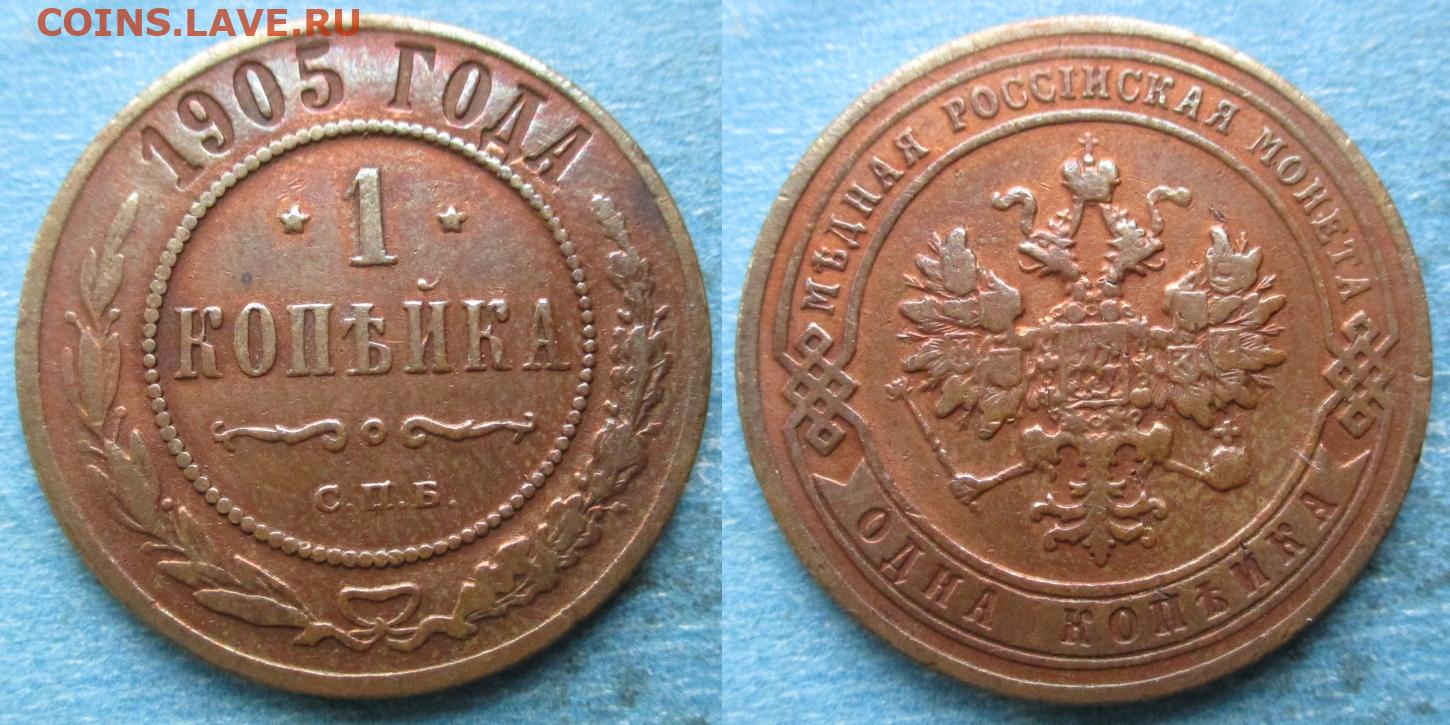 COINS.LAVE.RU
1905 ГОДА
1
КОПѢЙКА
С.П.Б.
МѢДНАЯ РОССІЙСКАЯ МОНЕТА
ОДНА КОПѢЙКА